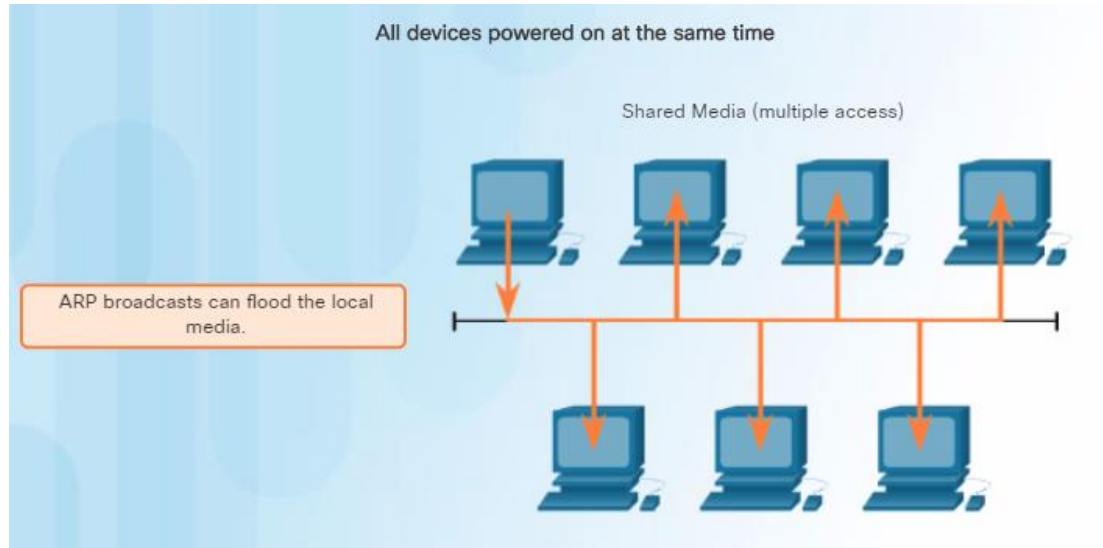 All devices powered on at the same time
Shared Media (multiple access)
ARP broadcasts can flood the local
media.